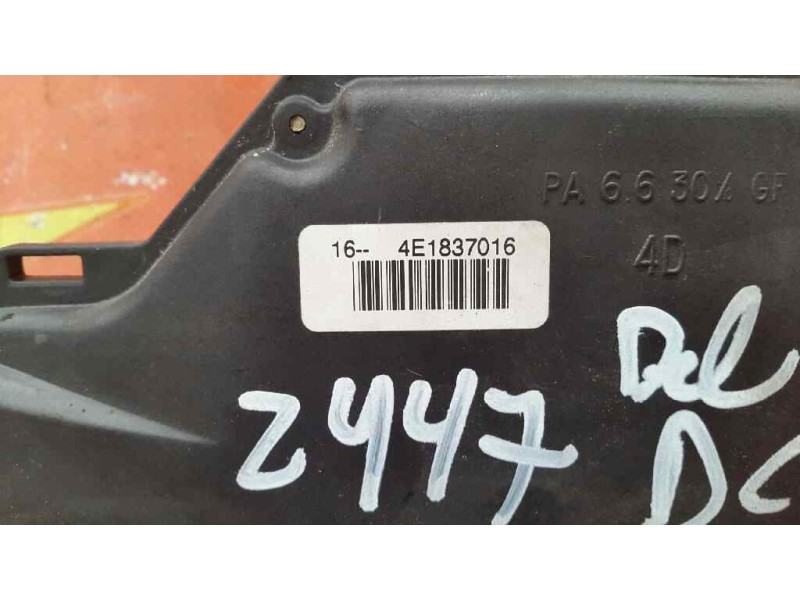 PA 6.6 30% GF
16-- 4E1837016
4D
Del
2447
DC